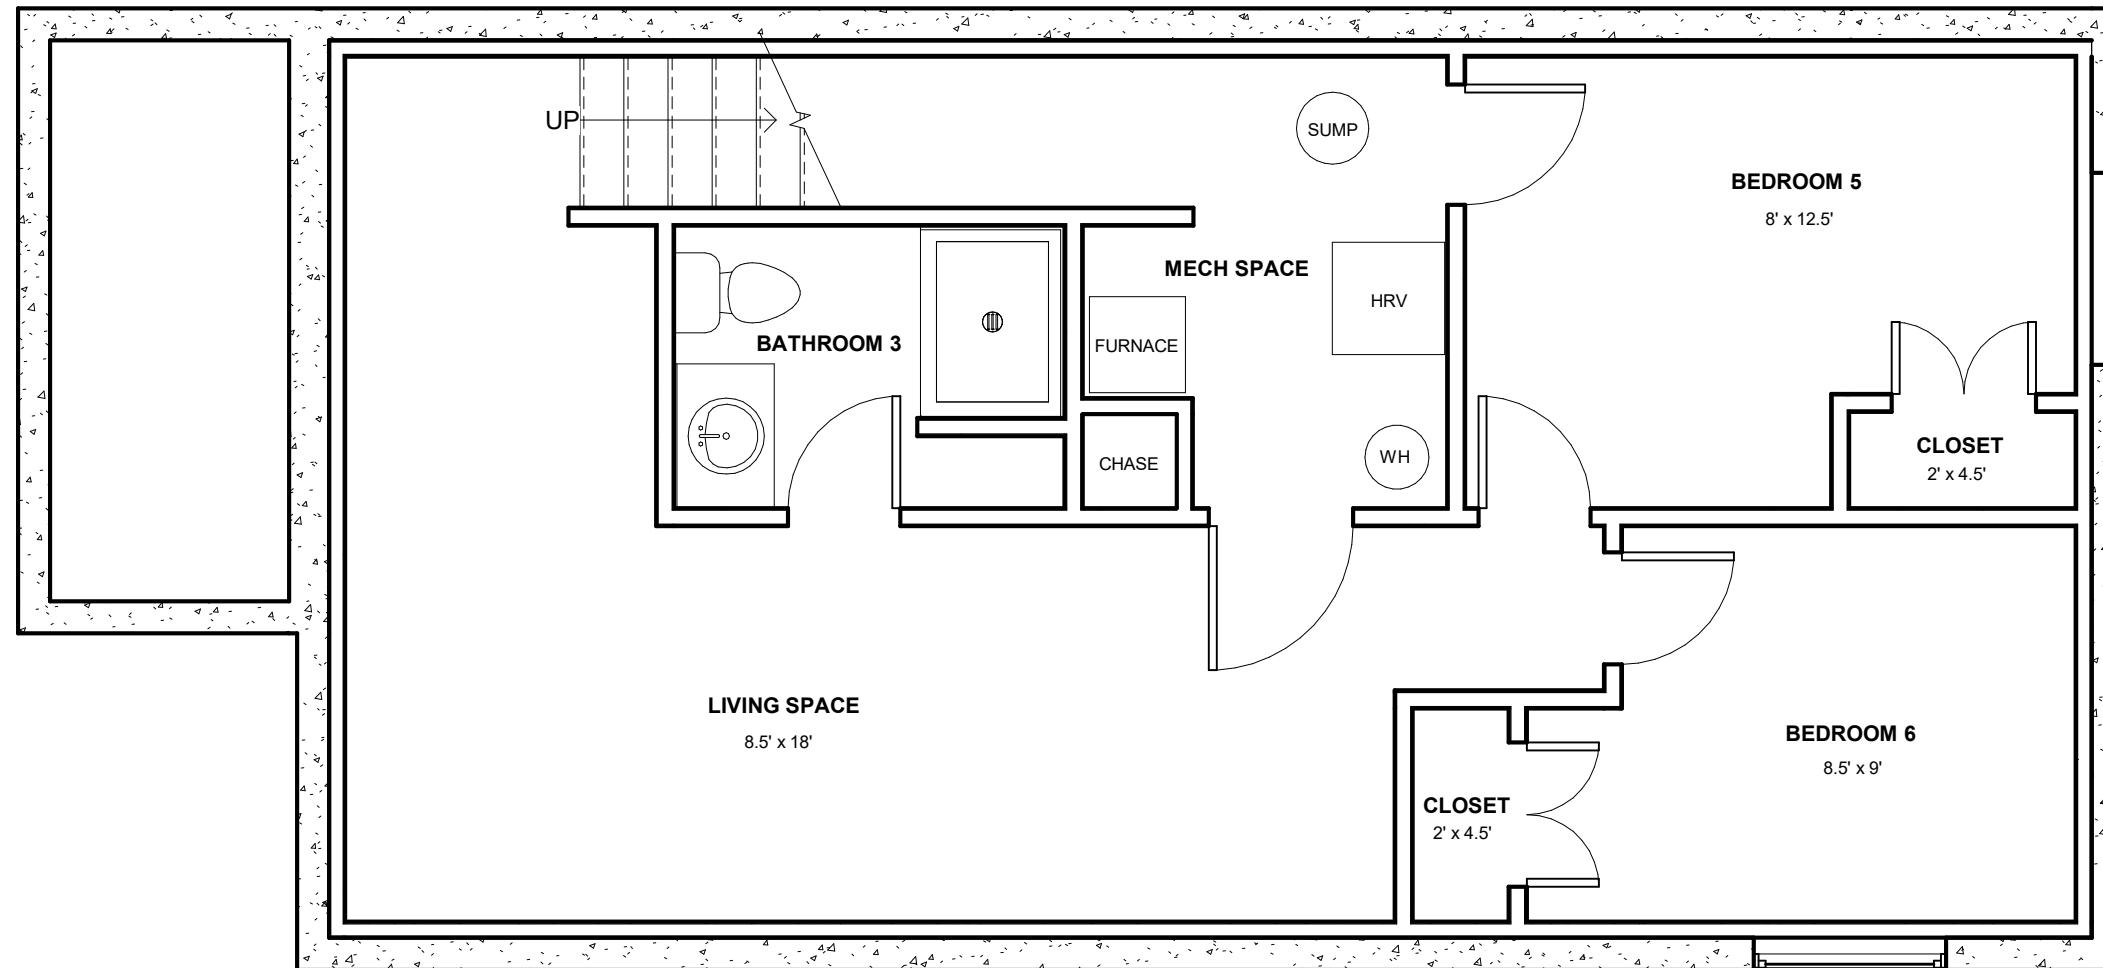 UP
SUMP
BEDROOM 5
8' x 12.5'
MECH SPACE
HRV
FURNACE
BATHROOM 3
CHASE
WH
CLOSET
2' x 4.5'
LIVING SPACE
8.5' x 18'
BEDROOM 6
8.5' x 9'
CLOSET
2' x 4.5'